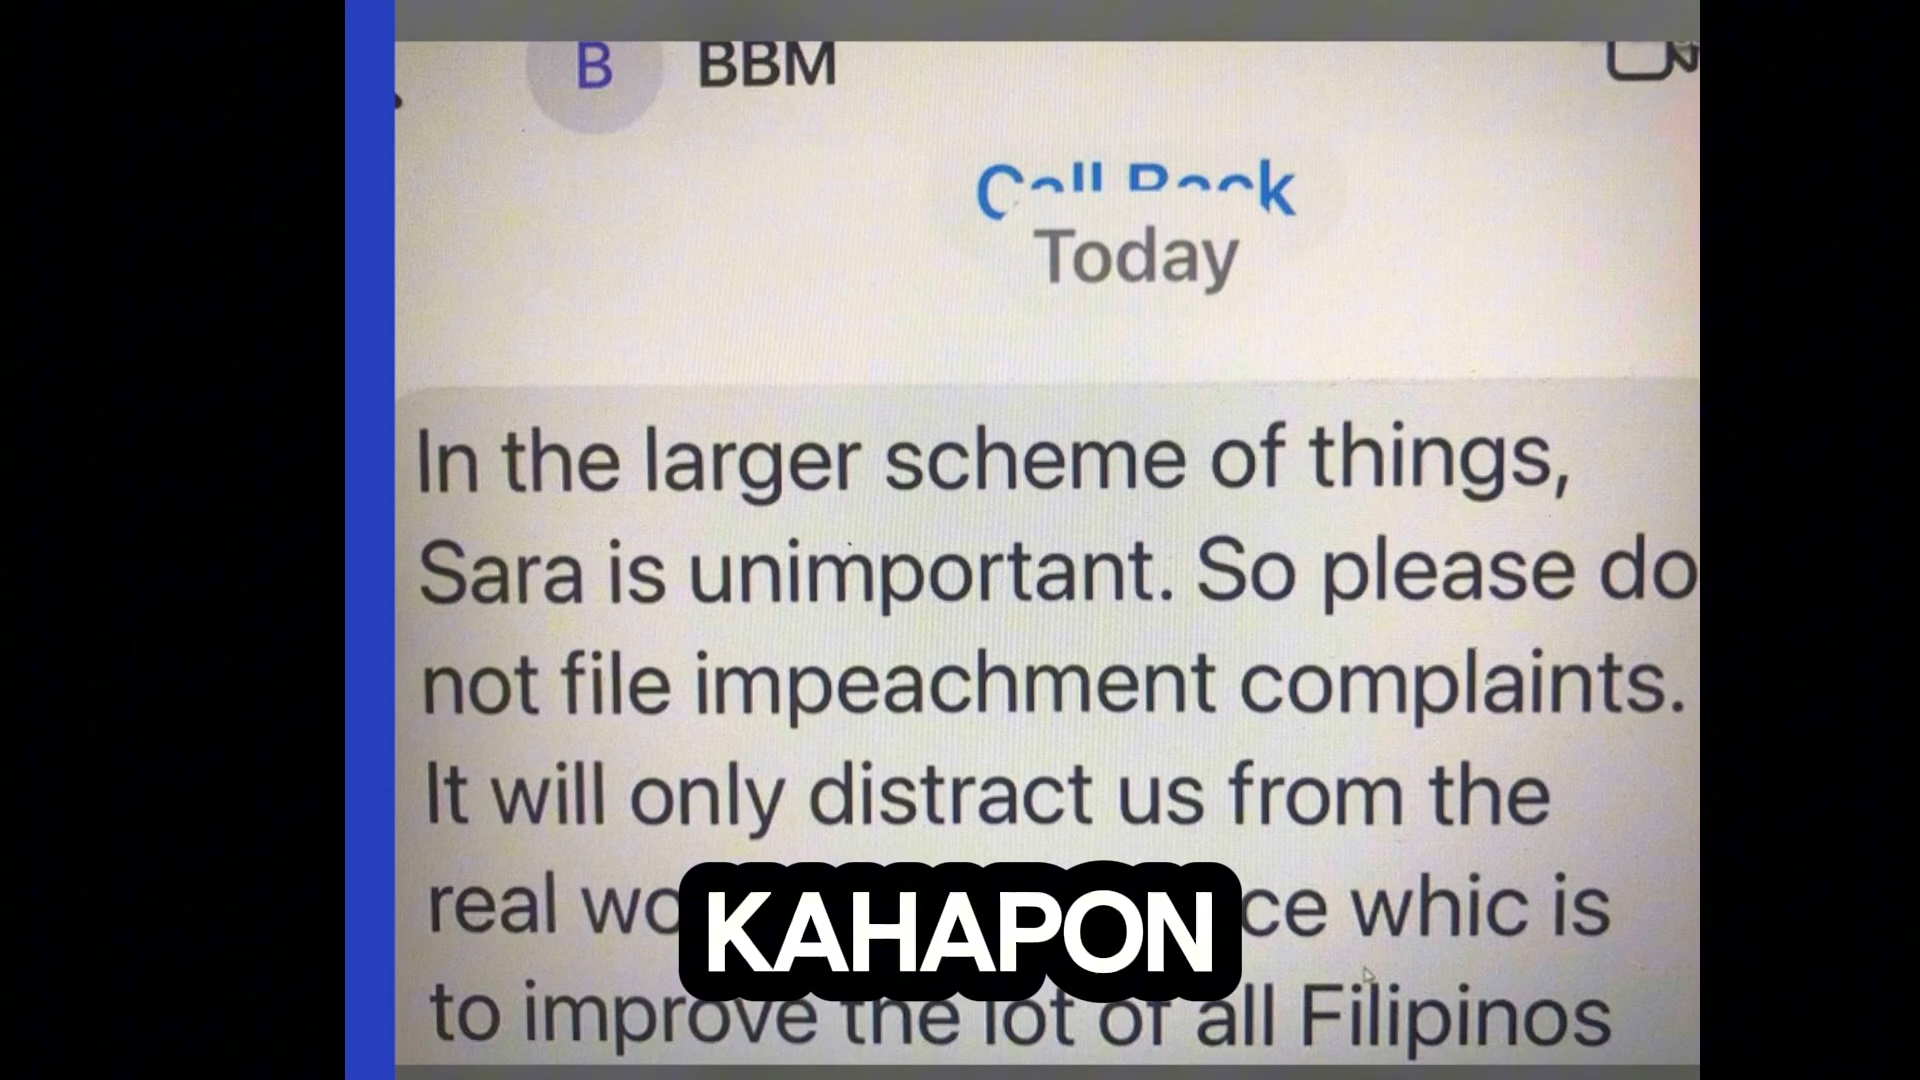 B BBM
Call Back
Today
In the larger scheme of things,
Sara is unimportant. So please do
not file impeachment complaints.
It will only distract us from the
real ce whic is
KAHAPON
to improve the lot of all Filipinos